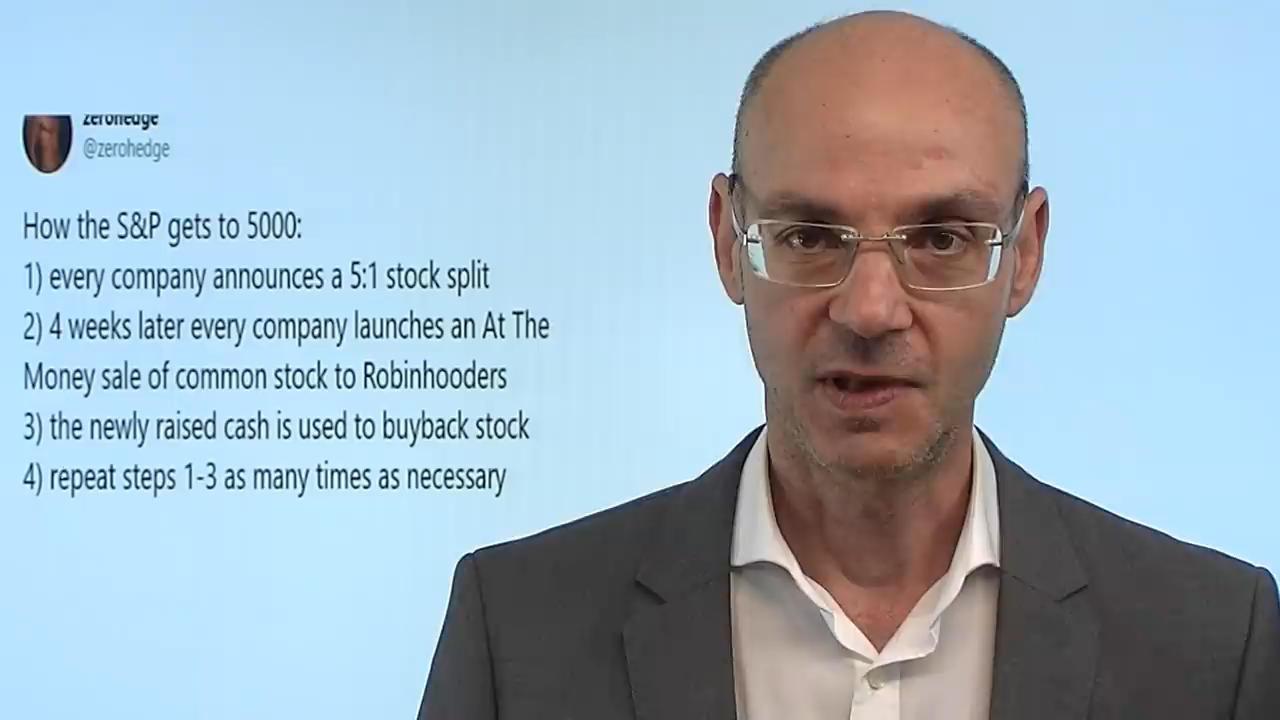 zerohedge
@zerohedge
How the S&P gets to 5000:
1) every company announces a 5:1 stock split
2) 4 weeks later every company launches an At The
Money sale of common stock to Robinhooders
3) the newly raised cash is used to buyback stock
4) repeat steps 1-3 as many times as necessary